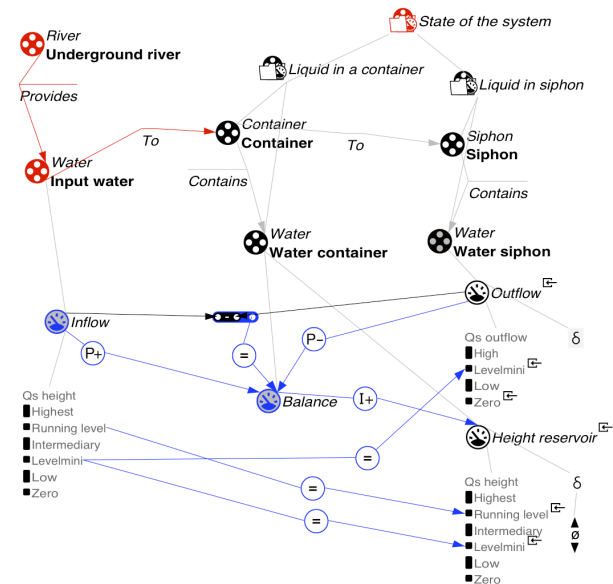 State of the system
River
Underground river
Liquid in a container
Liquid in siphon
Provides
Container
Container
To
To
Siphon
Siphon
Water
Input water
Contains
Contains
Water
Water container
Water
Water siphon
Outflow
Inflow
δ
P+
=
P-
Qs outflow
High
Levelmini
Low
Zero
Balance
I+
Qs height
Highest
Running level
Intermediary
Levelmini
Low
Zero
=
=
=
Height reservoir
δ
Qs height
Highest
Running level
Intermediary
Levelmini
Low
Zero
ø